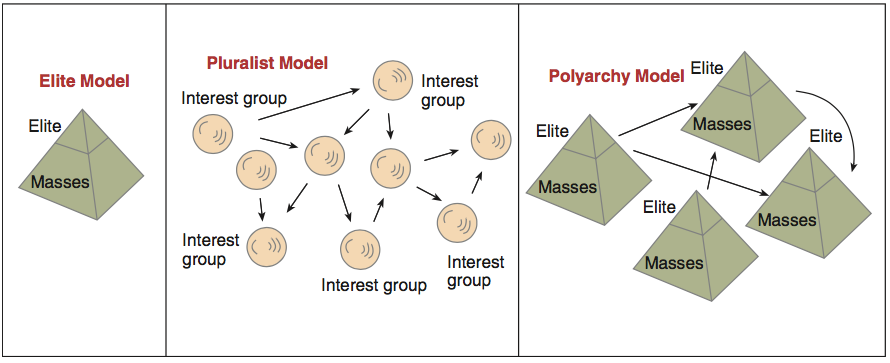 Elite Model
Elite
Masses
Pluralist Model
Interest group
Interest
group
Interest
group
Interest group
Interest
group
Polyarchy Model
Elite
Masses
Elite
Masses
Elite
Masses
Elite
Masses